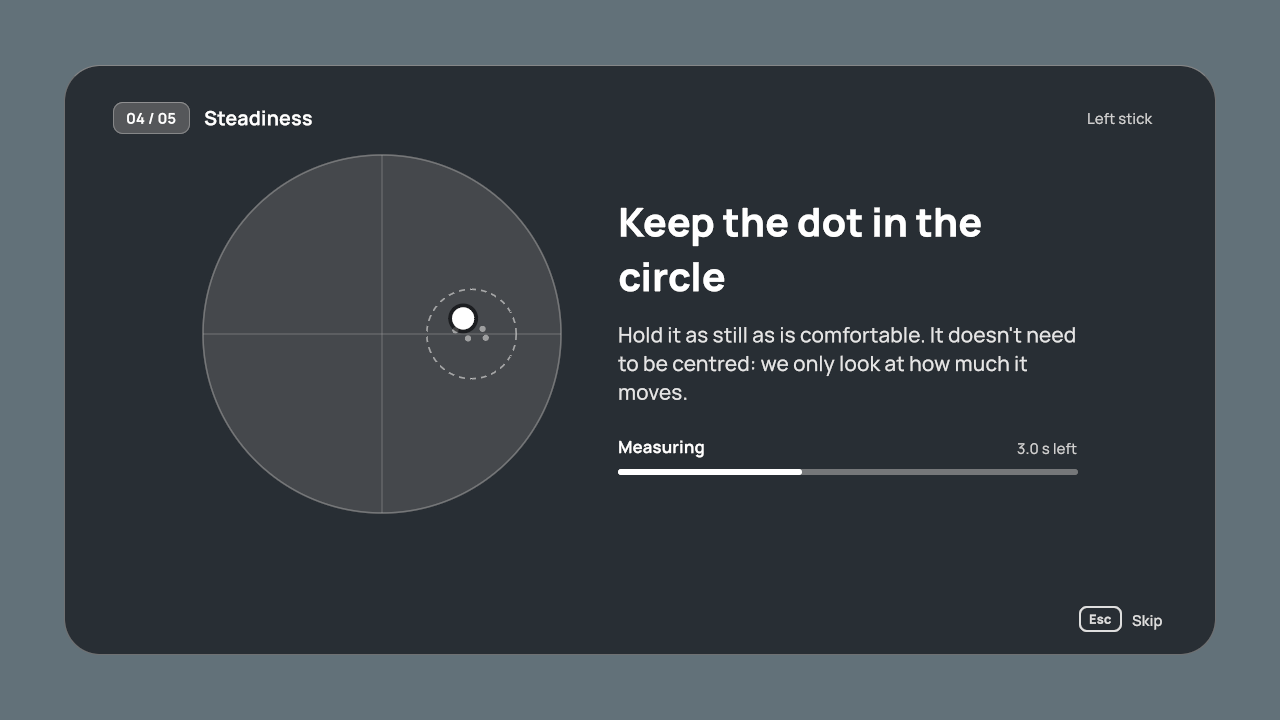 04 / 05
Steadiness
Left stick
Keep the dot in the
circle
Hold it as still as is comfortable. It doesn't need
to be centred: we only look at how much it
moves.
Measuring
3.0 s left
Esc
Skip